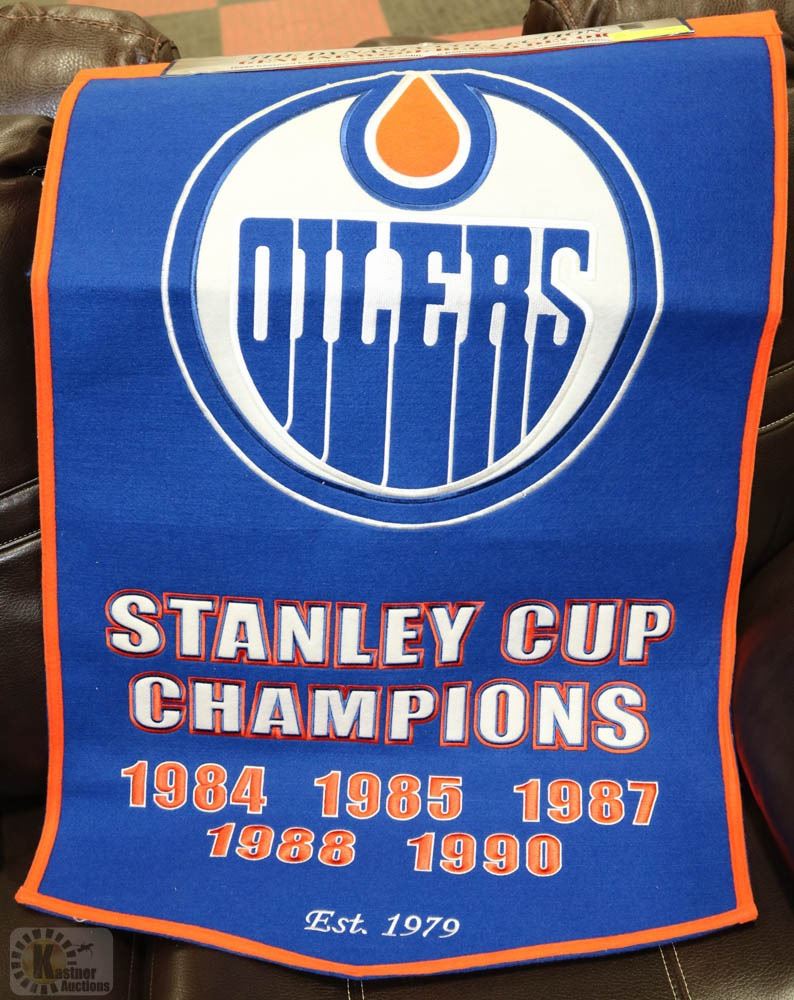 OILERS
STANLEY CUP
CHAMPIONS
1984 1985 1987
1988 1990
Est. 1979
Kastner
Auctions